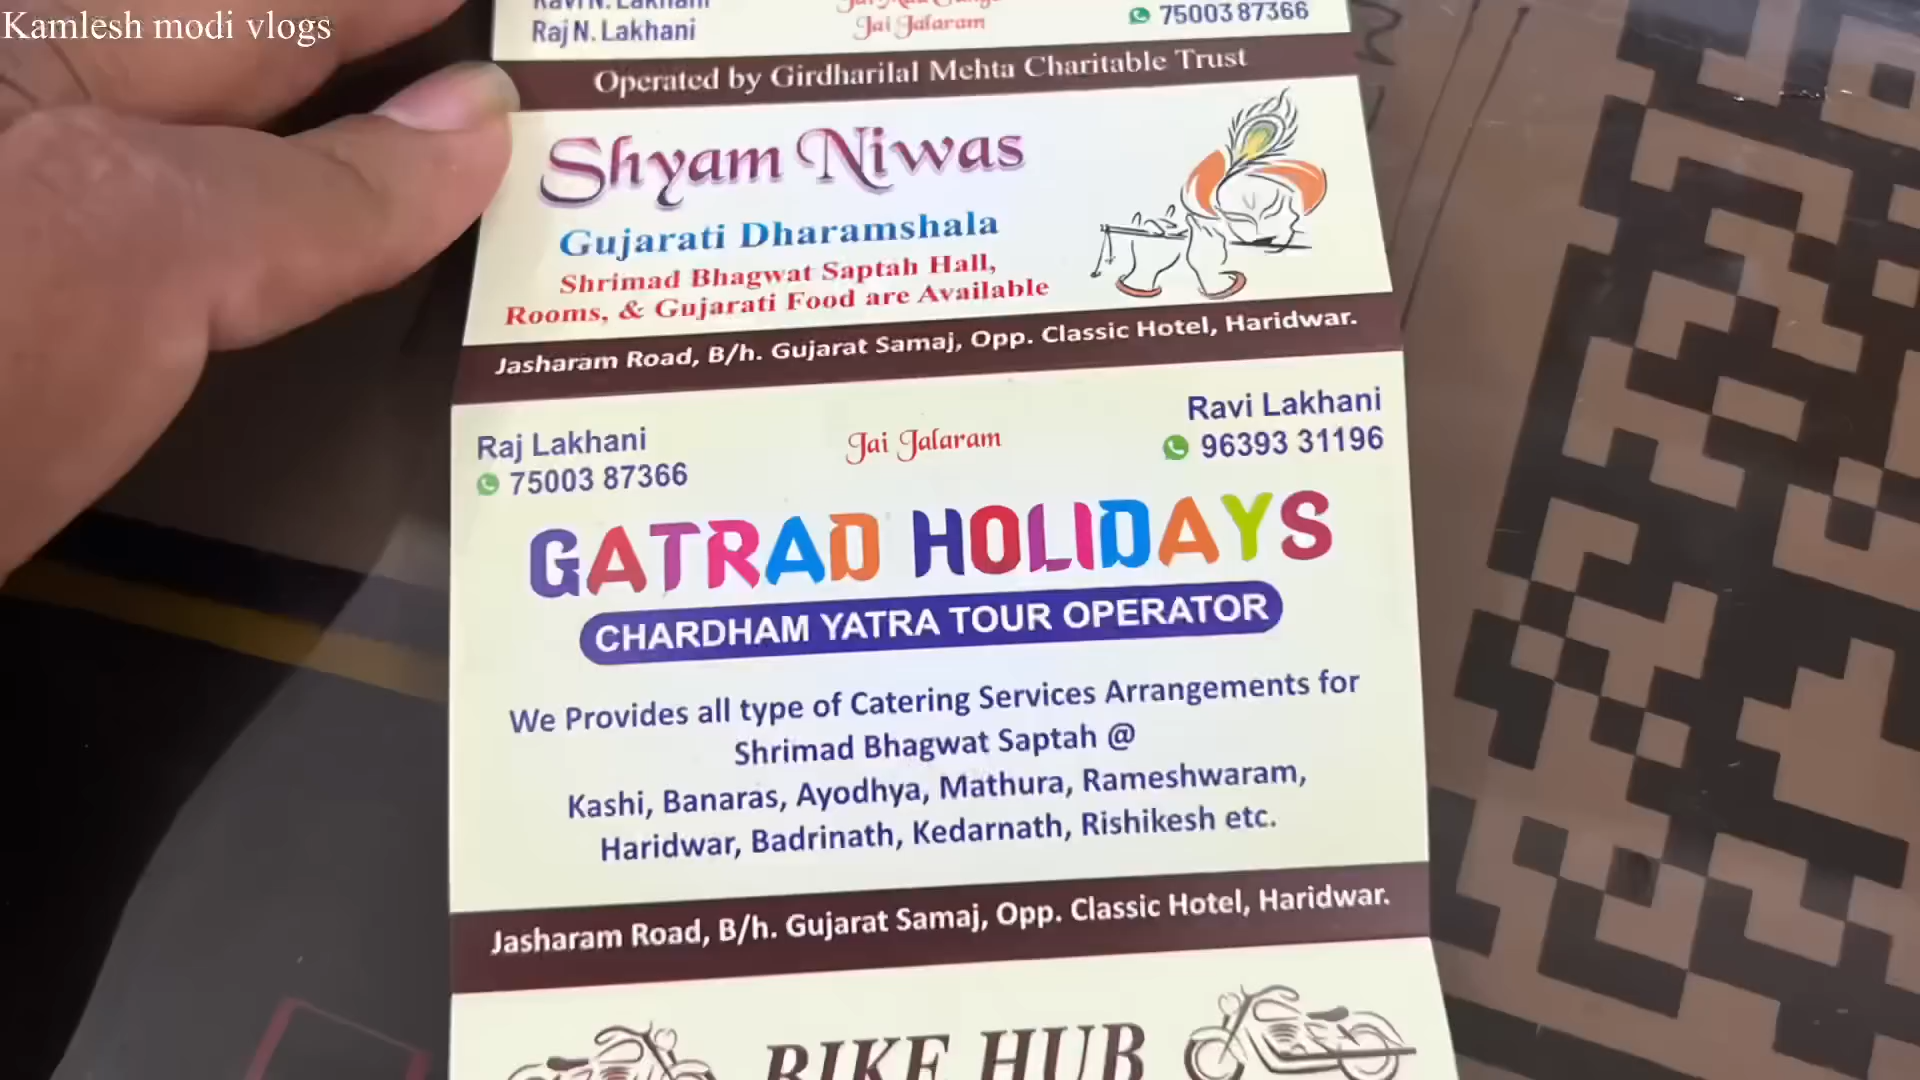 Kamlesh modi vlogs
Ravi N. Lakhani
Raj N. Lakhani
Jai Jalaram
75003 87366
Operated by Girdharilal Mehta Charitable Trust
Shyam Niwas
Gujarati Dharamshala
Shrimad Bhagwat Saptah Hall,
Rooms, & Gujarati Food are Available
Jasharam Road, B/h. Gujarat Samaj, Opp. Classic Hotel, Haridwar.
Raj Lakhani
75003 87366
Jai Jalaram
Ravi Lakhani
96393 31196
GATRAD HOLIDAYS
CHARDHAM YATRA TOUR OPERATOR
We Provides all type of Catering Services Arrangements for
Shrimad Bhagwat Saptah @
Kashi, Banaras, Ayodhya, Mathura, Rameshwaram,
Haridwar, Badrinath, Kedarnath, Rishikesh etc.
Jasharam Road, B/h. Gujarat Samaj, Opp. Classic Hotel, Haridwar.
BIKE HUB